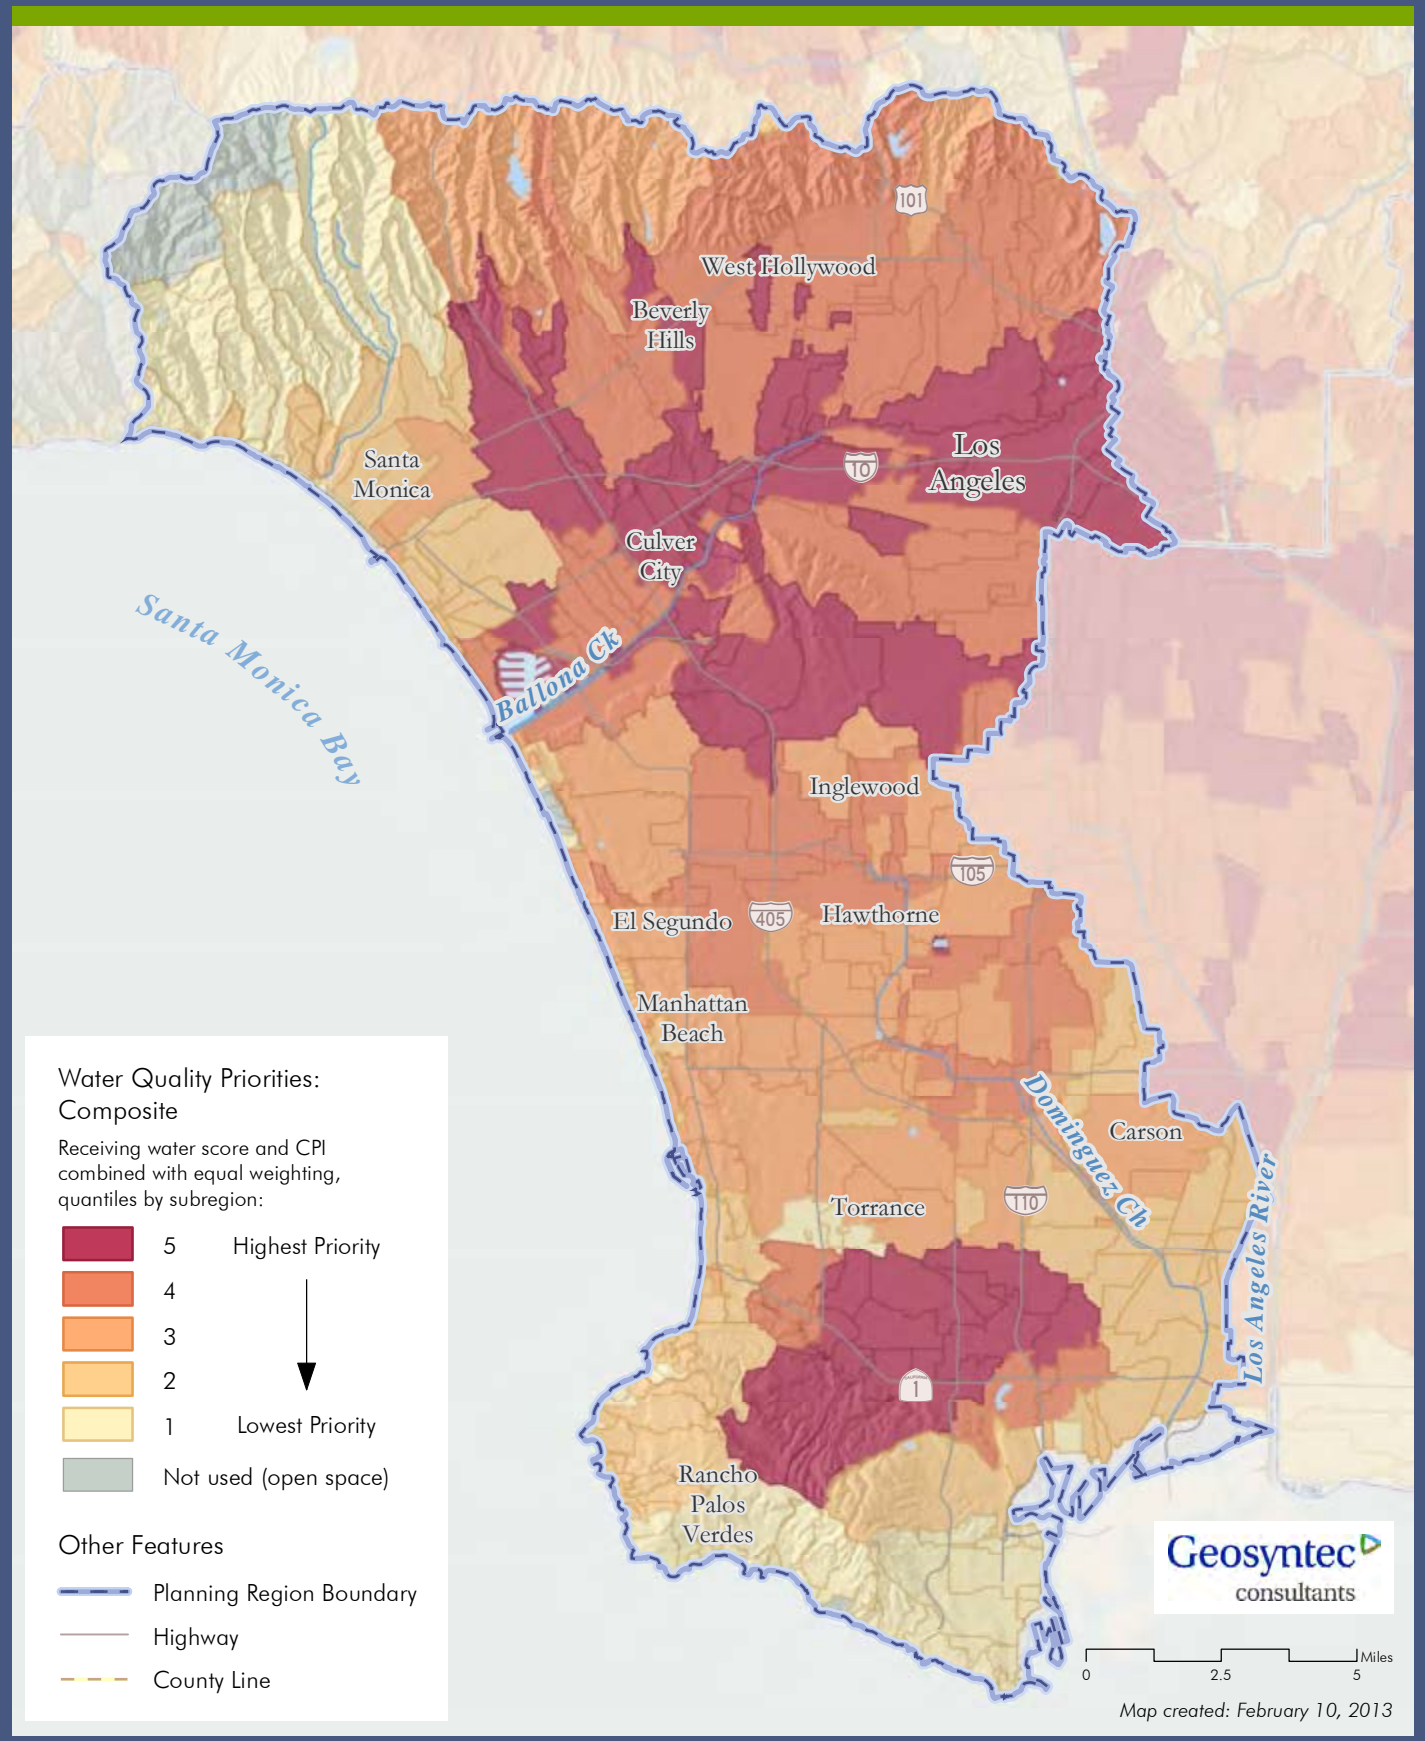 101
West Hollywood
Beverly
Hills
Los
Angeles
10
Santa
Monica
Culver
City
Santa Monica Bay
Ballona Ck
Inglewood
105
El Segundo
405
Hawthorne
Manhattan
Beach
Dominguez Ch
Carson
Los Angeles River
Torrance
110
CALIFORNIA
1
Rancho
Palos
Verdes
Water Quality Priorities:
Composite
Receiving water score and CPI
combined with equal weighting,
quantiles by subregion:
5 Highest Priority
4
3
2
1 Lowest Priority
Not used (open space)
Other Features
Planning Region Boundary
Highway
County Line
Geosyntec
consultants
Miles
0 2.5 5
Map created: February 10, 2013